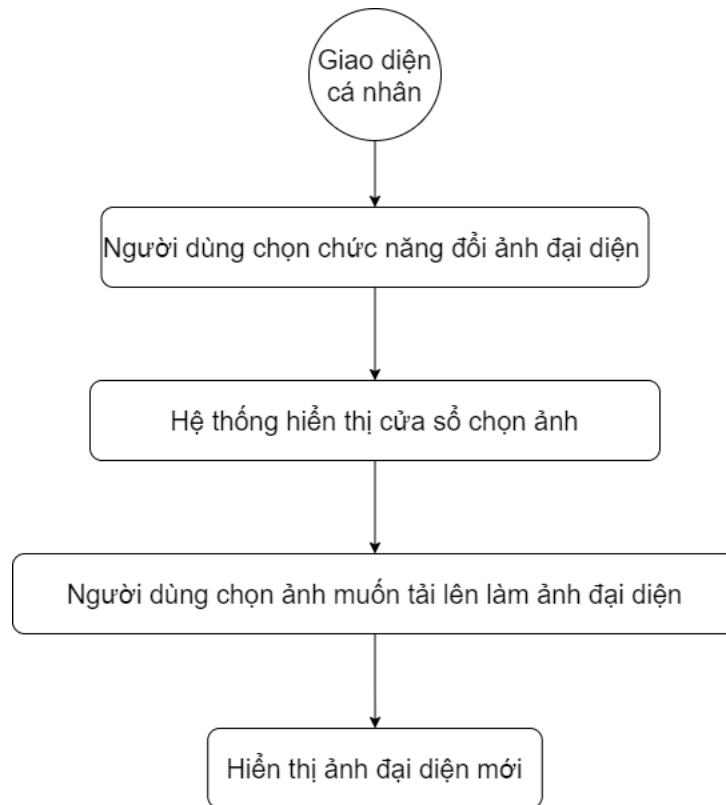 Giao diện
cá nhân
Người dùng chọn chức năng đổi ảnh đại diện
Hệ thống hiển thị cửa sổ chọn ảnh
Người dùng chọn ảnh muốn tải lên làm ảnh đại diện
Hiển thị ảnh đại diện mới